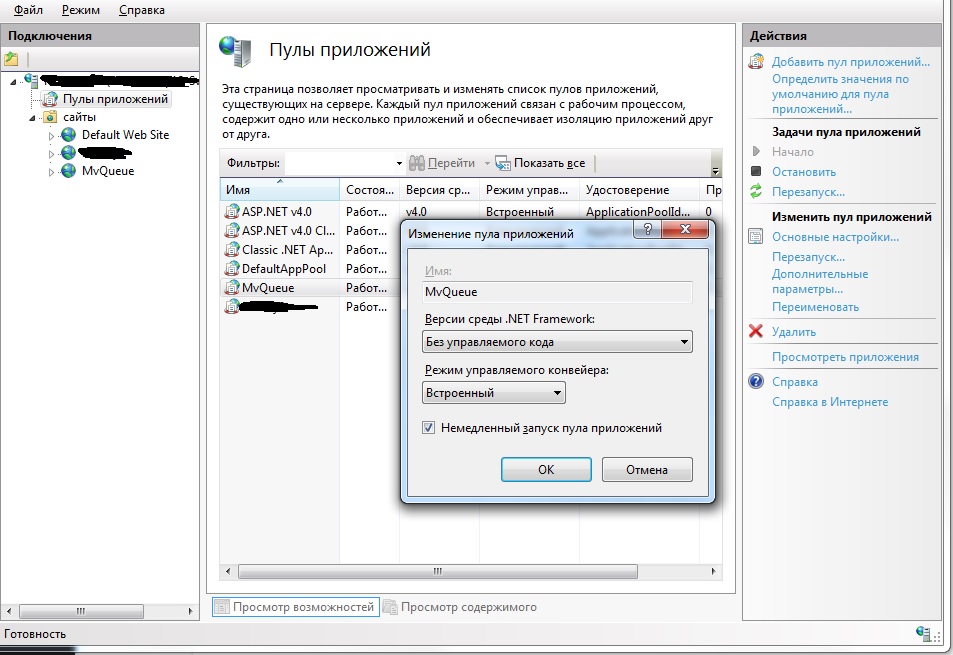 Файл Режим Справка
Подключения
Пулы приложений
сайты
Default Web Site
MvQueue
Пулы приложений
Эта страница позволяет просматривать и изменять список пулов приложений,
существующих на сервере. Каждый пул приложений связан с рабочим процессом,
содержит одно или несколько приложений и обеспечивает изоляцию приложений друг
от друга.
Фильтры: Перейти Показать все
Имя Состоя... Версия ср... Режим управ... Удостоверение Пр
ASP.NET v4.0 Работ... v4.0 Встроенный ApplicationPoolId... 0
ASP.NET v4.0 Cl... Работ...
Classic .NET Ap... Работ...
DefaultAppPool Работ...
MvQueue Работ...
Работ...
Изменение пула приложений
Имя:
MvQueue
Версии среды .NET Framework:
Без управляемого кода
Режим управляемого конвейера:
Встроенный
Немедленный запуск пула приложений
ОК Отмена
Просмотр возможностей Просмотр содержимого
Действия
Добавить пул приложений...
Определить значения по
умолчанию для пула
приложений...
Задачи пула приложений
Начало
Остановить
Перезапуск...
Изменить пул приложений
Основные настройки...
Перезапуск...
Дополнительные
параметры...
Переименовать
Удалить
Просмотреть приложения
Справка
Справка в Интернете
Готовность